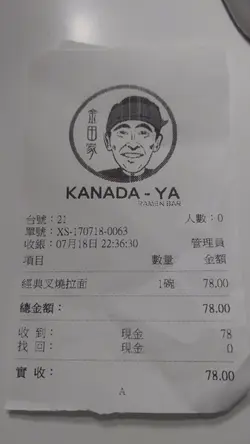 金田家
KANADA - YA
RAMEN BAR
台號：21 人數：0
單號：XS-170718-0063
收銀：07月18日 22:36:30 管理員
項目 數量 金額
經典叉燒拉面 1碗 78.00
總金額： 78.00
收到： 現金 78
找回： 現金 0
實收： 78.00
A